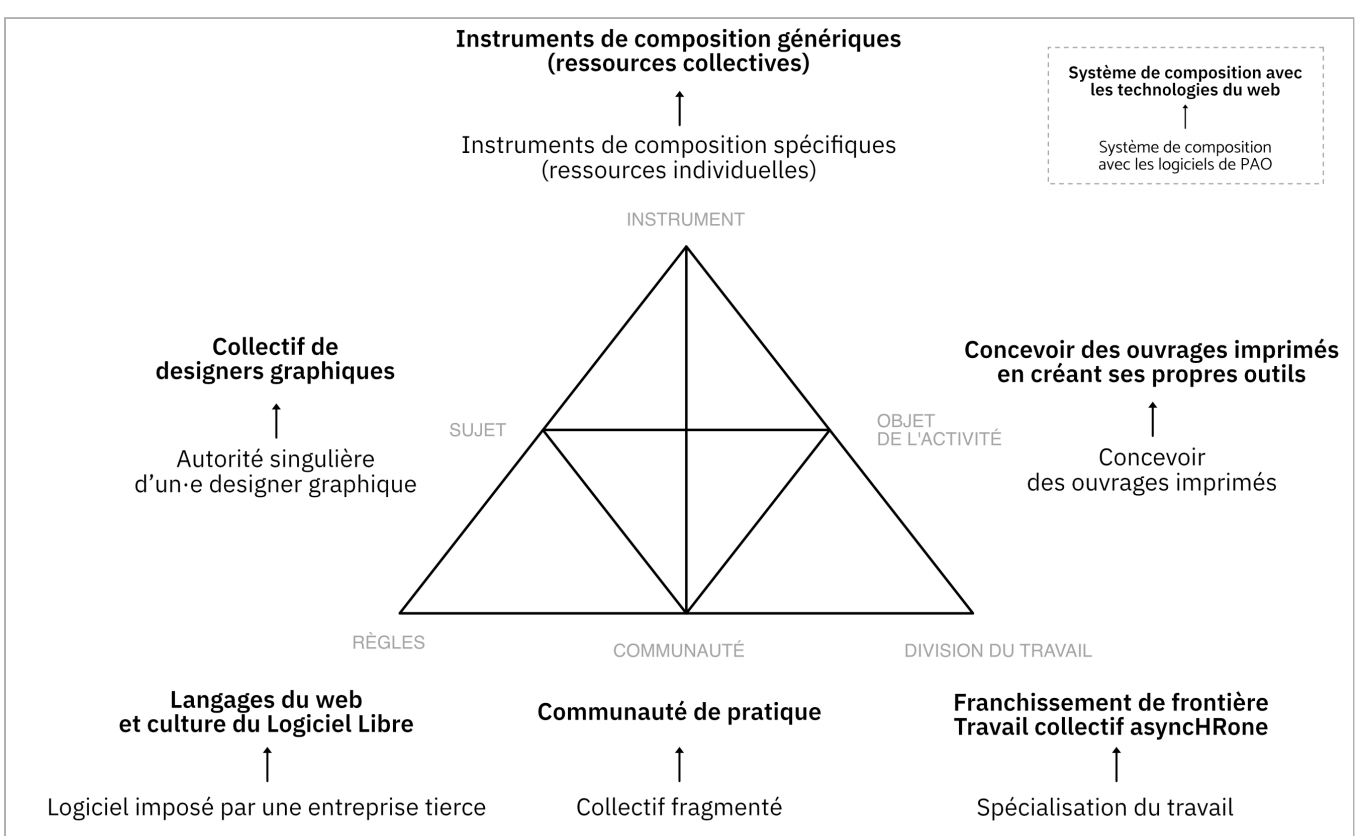 Instruments de composition génériques
(ressources collectives)
Instruments de composition spécifiques
(ressources individuelles)
Système de composition avec
les technologies du web
Système de composition
avec les logiciels de PAO
INSTRUMENT
Collectif de
designers graphiques
Autorité singulière
d’un·e designer graphique
SUJET
OBJET
DE L'ACTIVITÉ
Concevoir des ouvrages imprimés
en créant ses propres outils
Concevoir
des ouvrages imprimés
RÈGLES
COMMUNAUTÉ
DIVISION DU TRAVAIL
Langages du web
et culture du Logiciel Libre
Logiciel imposé par une entreprise tierce
Communauté de pratique
Collectif fragmenté
Franchissement de frontière
Travail collectif asyncHRone
Spécialisation du travail